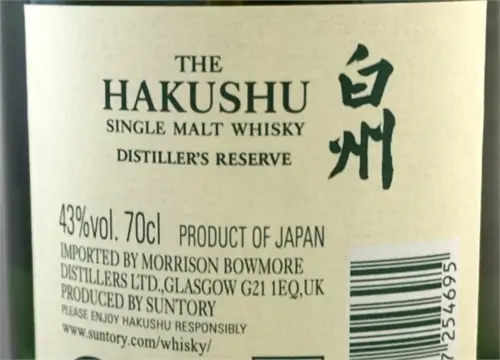 THE
HAKUSHU
SINGLE MALT WHISKY
DISTILLER'S RESERVE
白州
43%vol. 70cl PRODUCT OF JAPAN
IMPORTED BY MORRISON BOWMORE
DISTILLERS LTD.,GLASGOW G21 1EQ,UK
PRODUCED BY SUNTORY
PLEASE ENJOY HAKUSHU RESPONSIBLY
www.suntory.com/whisky/
254695